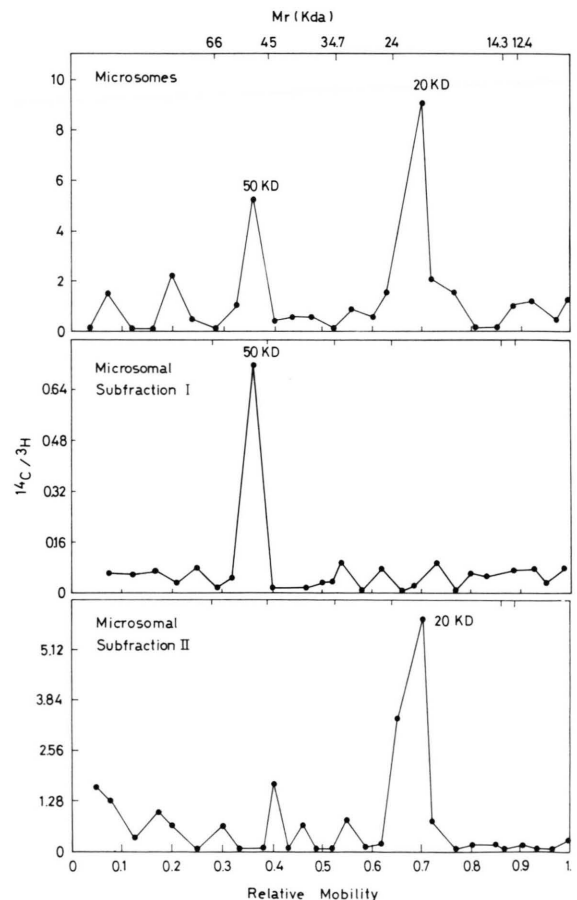 Mr (Kda)
66 45 34.7 24 14.3 12.4
Microsomes
50 KD
20 KD
10
8
6
4
2
0
Microsomal
Subfraction I
50 KD
0.64
0.48
0.32
0.16
0
14C/3H
Microsomal
Subfraction II
20 KD
5.12
3.84
2.56
1.28
0
0 0.1 0.2 0.3 0.4 0.5 0.6 0.7 0.8 0.9 1.
Relative Mobility